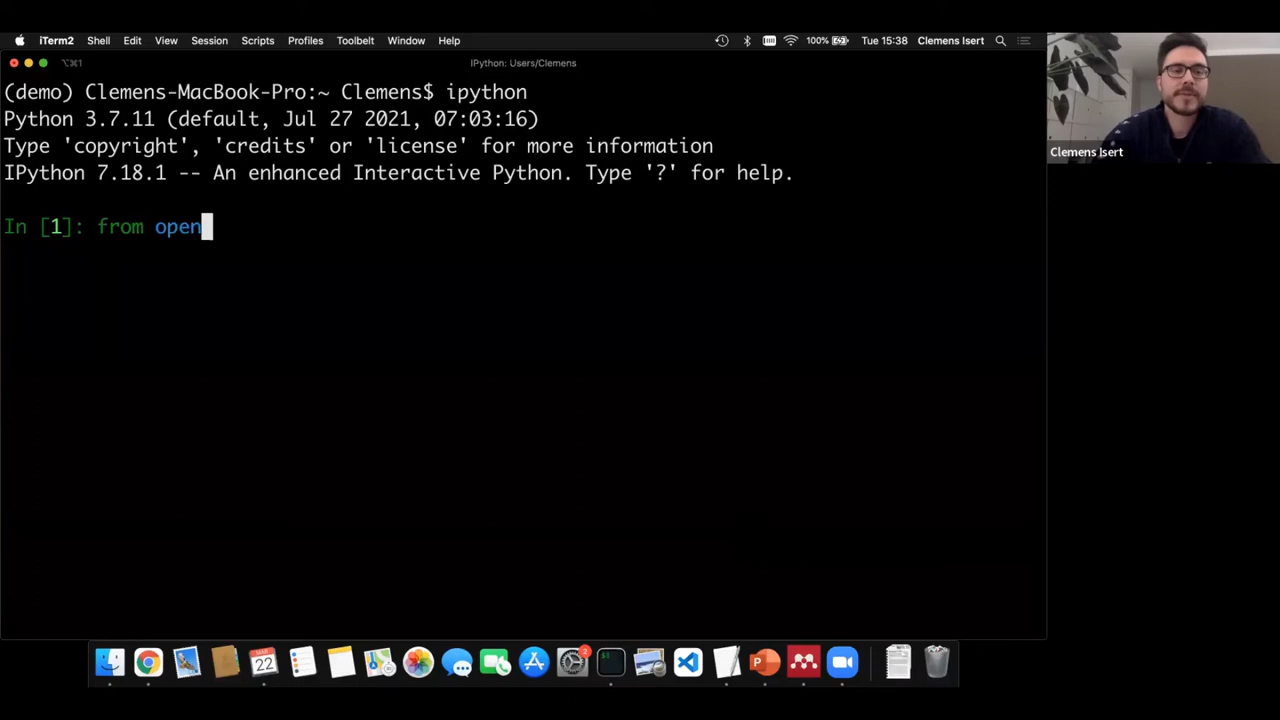 iTerm2 Shell Edit View Session Scripts Profiles Toolbelt Window Help 100% Tue 15:38 Clemens Isert
⌥⌘1 IPython: Users/Clemens
(demo) Clemens-MacBook-Pro:~ Clemens$ ipython
Python 3.7.11 (default, Jul 27 2021, 07:03:16)
Type 'copyright', 'credits' or 'license' for more information
IPython 7.18.1 -- An enhanced Interactive Python. Type '?' for help.
In [1]: from open
Clemens Isert
22
2